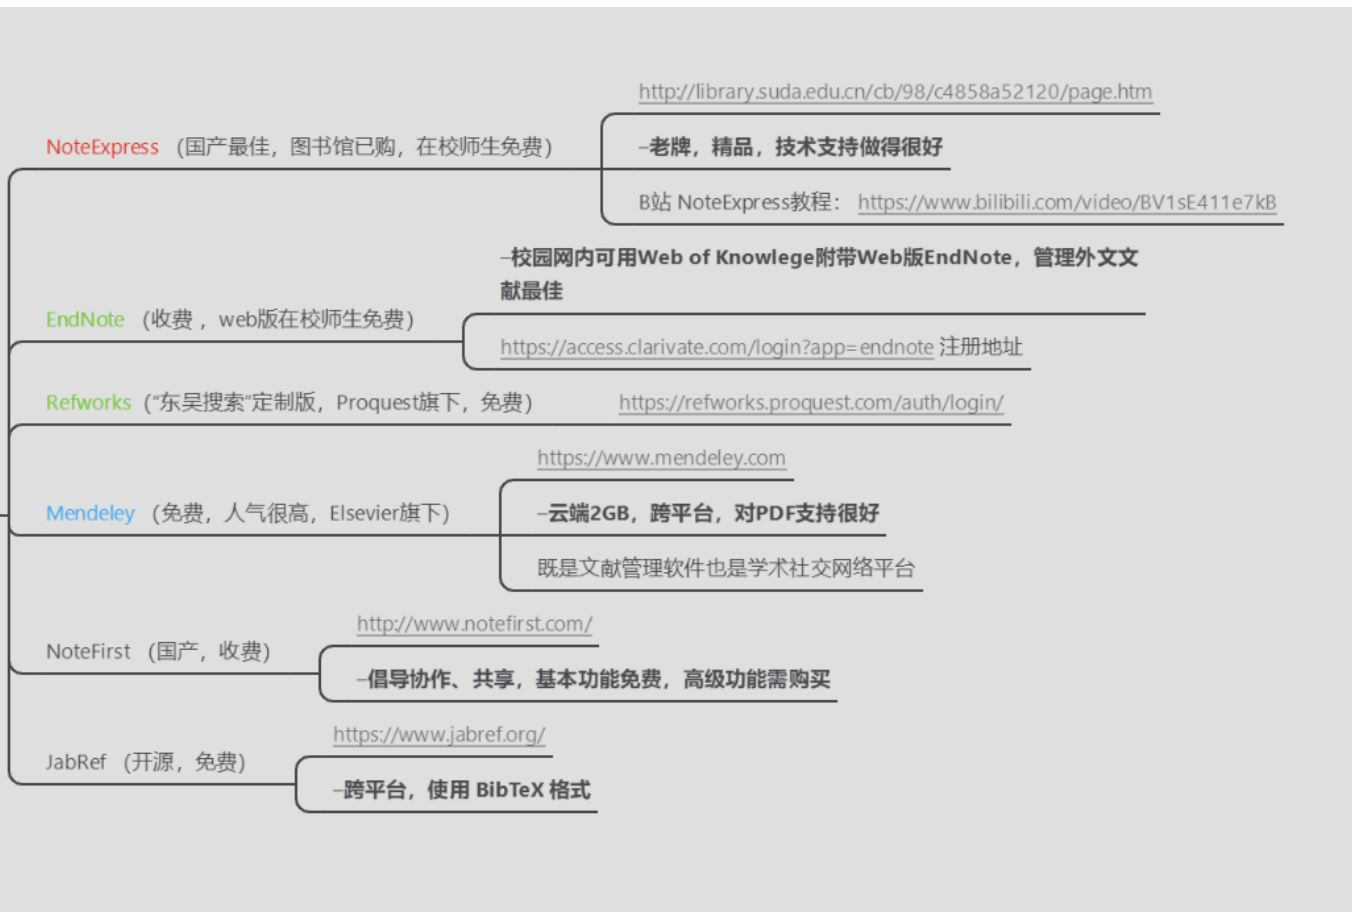 http://library.suda.edu.cn/cb/98/c4858a52120/page.htm
NoteExpress （国产最佳，图书馆已购，在校师生免费）
–老牌，精品，技术支持做得很好
B站 NoteExpress教程： https://www.bilibili.com/video/BV1sE411e7kB
–校园网内可用Web of Knowlege附带Web版EndNote，管理外文文
献最佳
EndNote （收费 ，web版在校师生免费）
https://access.clarivate.com/login?app=endnote 注册地址
Refworks （“东吴搜索”定制版，Proquest旗下，免费） https://refworks.proquest.com/auth/login/
https://www.mendeley.com
Mendeley （免费，人气很高，Elsevier旗下）
–云端2GB，跨平台，对PDF支持很好
既是文献管理软件也是学术社交网络平台
http://www.notefirst.com/
NoteFirst （国产，收费）
–倡导协作、共享，基本功能免费，高级功能需购买
https://www.jabref.org/
JabRef （开源，免费）
–跨平台，使用 BibTeX 格式